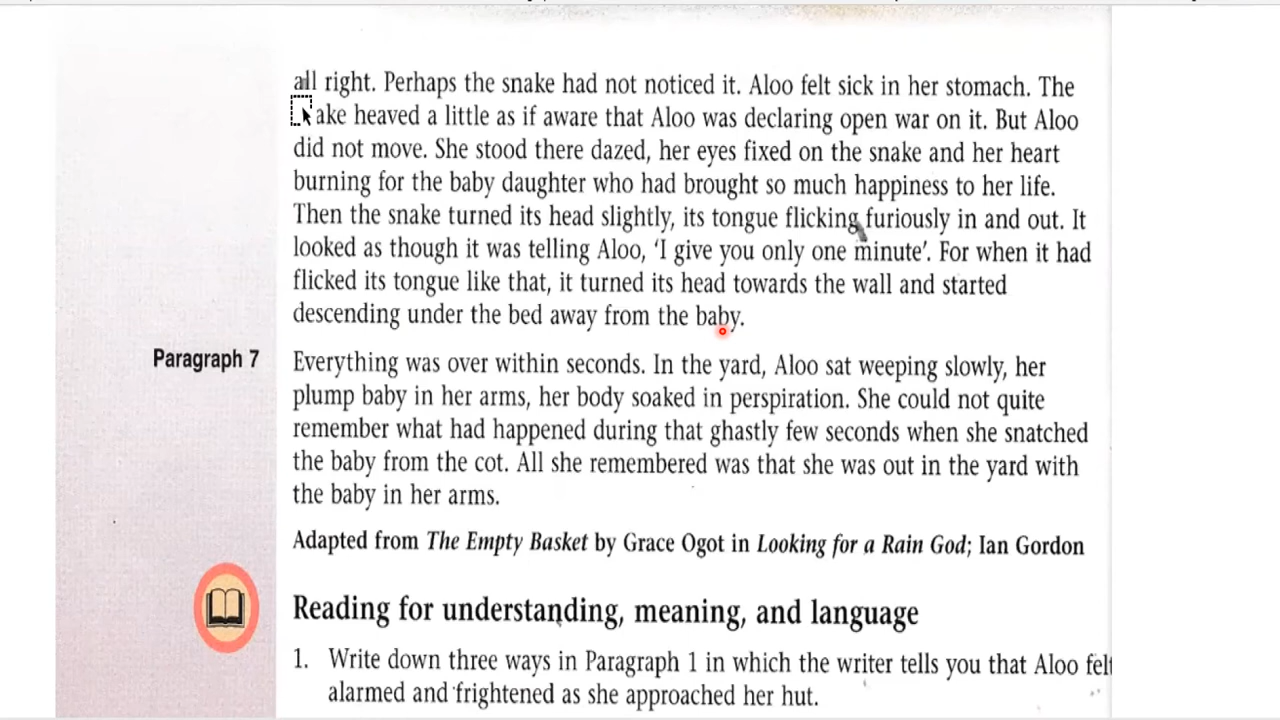 all right. Perhaps the snake had not noticed it. Aloo felt sick in her stomach. The
ake heaved a little as if aware that Aloo was declaring open war on it. But Aloo
did not move. She stood there dazed, her eyes fixed on the snake and her heart
burning for the baby daughter who had brought so much happiness to her life.
Then the snake turned its head slightly, its tongue flicking furiously in and out. It
looked as though it was telling Aloo, ‘I give you only one minute’. For when it had
flicked its tongue like that, it turned its head towards the wall and started
descending under the bed away from the baby.
Paragraph 7
Everything was over within seconds. In the yard, Aloo sat weeping slowly, her
plump baby in her arms, her body soaked in perspiration. She could not quite
remember what had happened during that ghastly few seconds when she snatched
the baby from the cot. All she remembered was that she was out in the yard with
the baby in her arms.
Adapted from The Empty Basket by Grace Ogot in Looking for a Rain God; Ian Gordon
Reading for understanding, meaning, and language
1. Write down three ways in Paragraph 1 in which the writer tells you that Aloo felt
alarmed and frightened as she approached her hut.